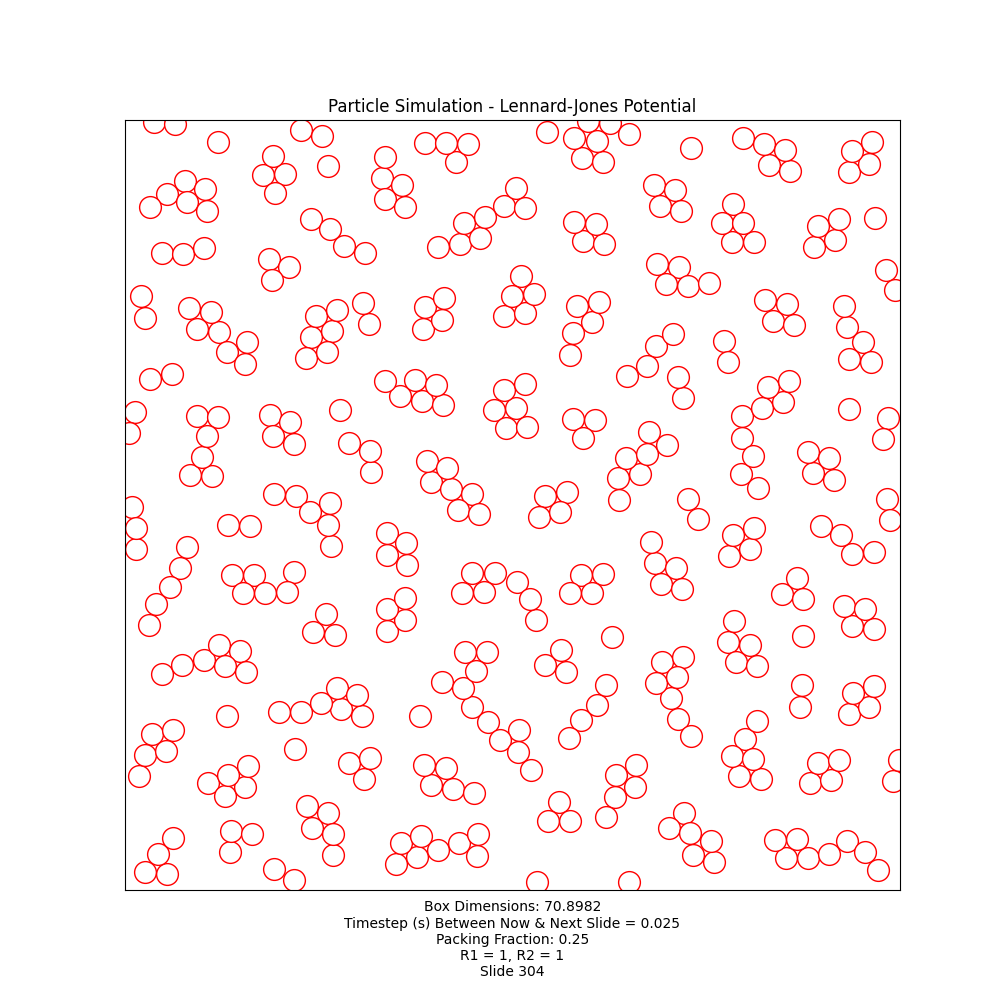 Particle Simulation - Lennard-Jones Potential
Box Dimensions: 70.8982
Timestep (s) Between Now & Next Slide = 0.025
Packing Fraction: 0.25
R1 = 1, R2 = 1
Slide 304